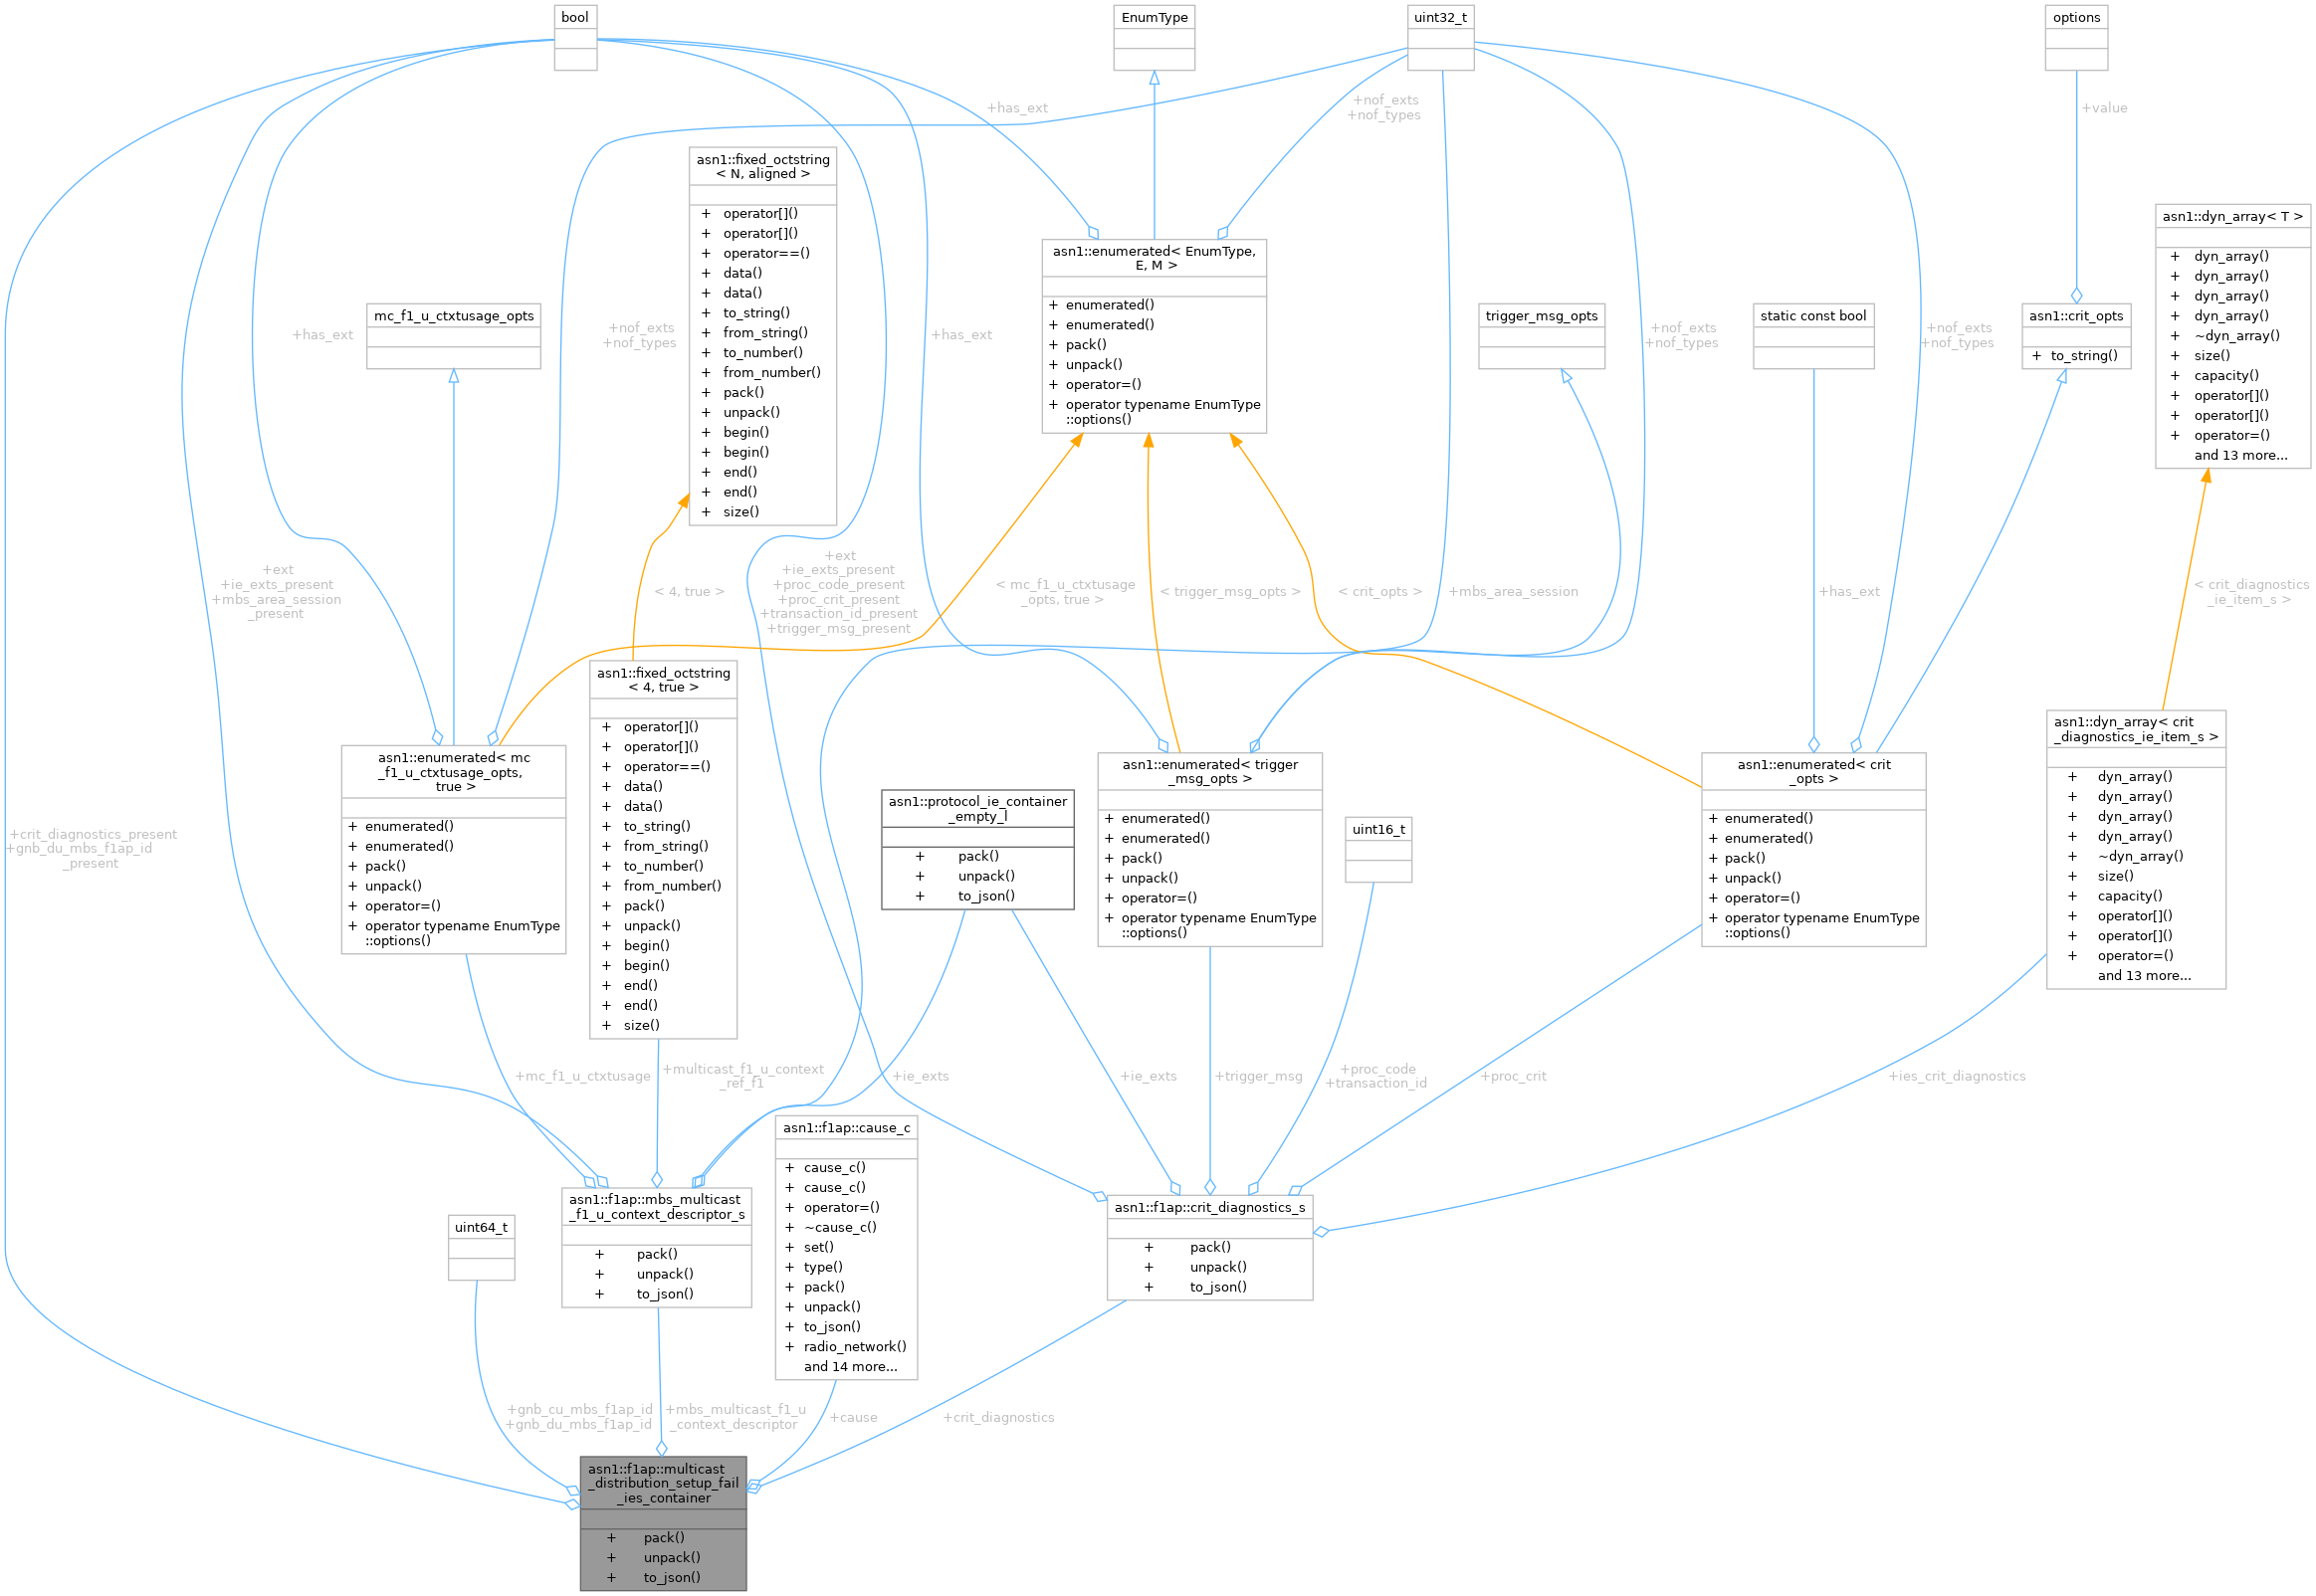 bool
EnumType
uint32_t
options
+has_ext
+nof_exts
+nof_types
+value
asn1::fixed_octstring
< N, aligned >
+ operator[]()
+ operator[]()
+ operator==()
+ data()
+ data()
+ to_string()
+ from_string()
+ to_number()
+ from_number()
+ pack()
+ unpack()
+ begin()
+ begin()
+ end()
+ end()
+ size()
asn1::enumerated< EnumType,
E, M >
+ enumerated()
+ enumerated()
+ pack()
+ unpack()
+ operator=()
+ operator typename EnumType
::options()
asn1::dyn_array< T >
+ dyn_array()
+ dyn_array()
+ dyn_array()
+ dyn_array()
+ ~dyn_array()
+ size()
+ capacity()
+ operator[]()
+ operator[]()
+ operator=()
and 13 more...
+has_ext
mc_f1_u_ctxtusage_opts
+nof_exts
+nof_types
+has_ext
trigger_msg_opts
+nof_exts
+nof_types
static const bool
+nof_exts
+nof_types
asn1::crit_opts
+ to_string()
+ext
+ie_exts_present
+mbs_area_session
_present
< 4, true >
+ext
+ie_exts_present
+proc_code_present
+proc_crit_present
+transaction_id_present
+trigger_msg_present
< mc_f1_u_ctxtusage
_opts, true >
< trigger_msg_opts >
< crit_opts >
+mbs_area_session
+has_ext
< crit_diagnostics
_ie_item_s >
+crit_diagnostics_present
+gnb_du_mbs_f1ap_id
_present
asn1::enumerated< mc
_f1_u_ctxtusage_opts,
true >
+ enumerated()
+ enumerated()
+ pack()
+ unpack()
+ operator=()
+ operator typename EnumType
::options()
asn1::fixed_octstring
< 4, true >
+ operator[]()
+ operator[]()
+ operator==()
+ data()
+ data()
+ to_string()
+ from_string()
+ to_number()
+ from_number()
+ pack()
+ unpack()
+ begin()
+ begin()
+ end()
+ end()
+ size()
asn1::protocol_ie_container
_empty_l
+ pack()
+ unpack()
+ to_json()
asn1::enumerated< trigger
_msg_opts >
+ enumerated()
+ enumerated()
+ pack()
+ unpack()
+ operator=()
+ operator typename EnumType
::options()
uint16_t
asn1::enumerated< crit
_opts >
+ enumerated()
+ enumerated()
+ pack()
+ unpack()
+ operator=()
+ operator typename EnumType
::options()
asn1::dyn_array< crit
_diagnostics_ie_item_s >
+ dyn_array()
+ dyn_array()
+ dyn_array()
+ dyn_array()
+ ~dyn_array()
+ size()
+ capacity()
+ operator[]()
+ operator[]()
+ operator=()
and 13 more...
+mc_f1_u_ctxtusage
+multicast_f1_u_context
_ref_f1
+ie_exts
+ie_exts
+trigger_msg
+proc_code
+transaction_id
+proc_crit
+ies_crit_diagnostics
uint64_t
asn1::f1ap::mbs_multicast
_f1_u_context_descriptor_s
+ pack()
+ unpack()
+ to_json()
asn1::f1ap::cause_c
+ cause_c()
+ cause_c()
+ operator=()
+ ~cause_c()
+ set()
+ type()
+ pack()
+ unpack()
+ to_json()
+ radio_network()
and 14 more...
asn1::f1ap::crit_diagnostics_s
+ pack()
+ unpack()
+ to_json()
+gnb_cu_mbs_f1ap_id
+gnb_du_mbs_f1ap_id
+mbs_multicast_f1_u
_context_descriptor
+cause
+crit_diagnostics
asn1::f1ap::multicast
_distribution_setup_fail
_ies_container
+ pack()
+ unpack()
+ to_json()